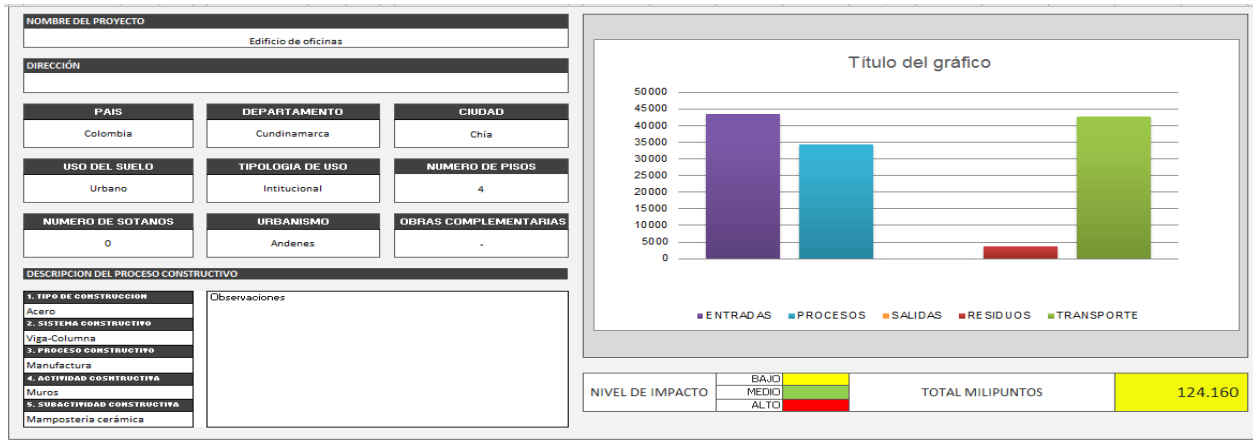 NOMBRE DEL PROYECTO
Edificio de oficinas
DIRECCIÓN
PAIS DEPARTAMENTO CIUDAD
Colombia Cundinamarca Chía
USO DEL SUELO TIPOLOGIA DE USO NUMERO DE PISOS
Urbano Intitucional 4
NUMERO DE SOTANOS URBANISMO OBRAS COMPLEMENTARIAS
0 Andenes -
DESCRIPCION DEL PROCESO CONSTRUCTIVO
1. TIPO DE CONSTRUCCION
Acero
2. SISTEMA CONSTRUCTIVO
Viga-Columna
3. PROCESO CONSTRUCTIVO
Manufactura
4. ACTIVIDAD COSNTRUCTIVA
Muros
5. SUBACTIVIDAD CONSTRUCTIVA
Mampostería cerámica
Observaciones
Título del gráfico
50000
45000
40000
35000
30000
25000
20000
15000
10000
5000
0
ENTRADAS PROCESOS SALIDAS RESIDUOS TRANSPORTE
NIVEL DE IMPACTO
BAJO
MEDIO
ALTO
TOTAL MILIPUNTOS 124.160